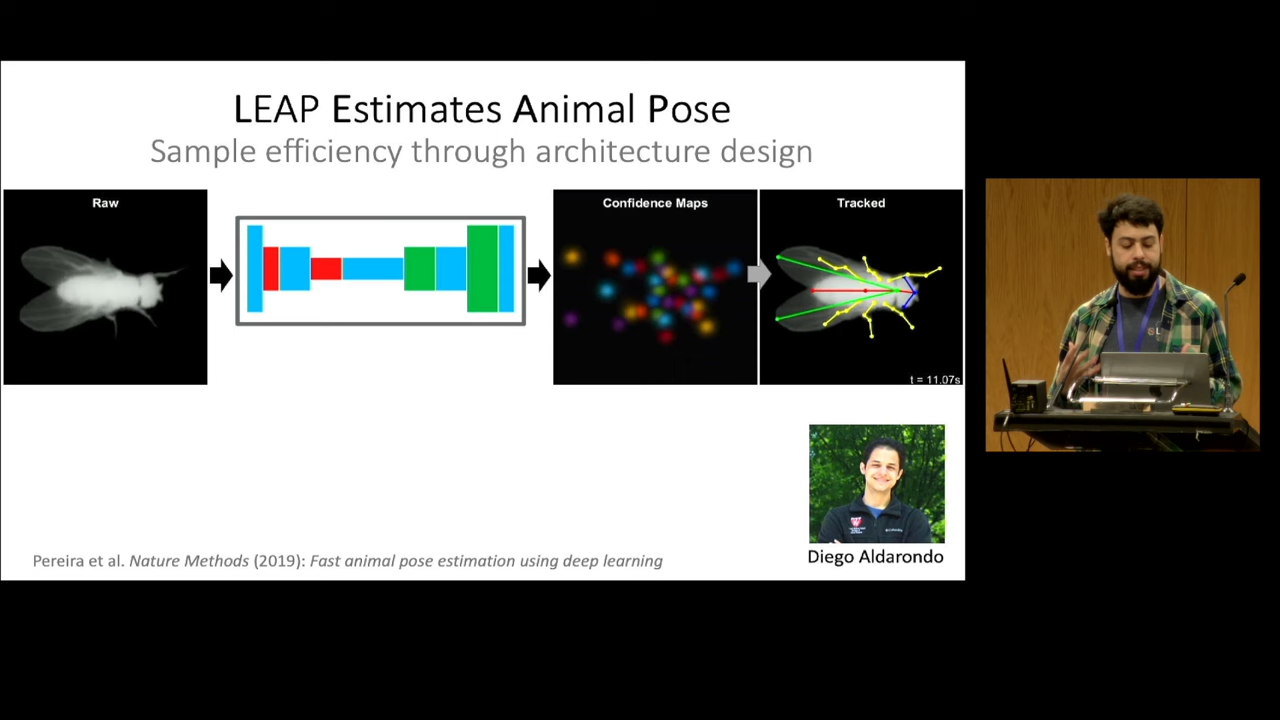 LEAP Estimates Animal Pose
Sample efficiency through architecture design
Raw
Confidence Maps
Tracked
t = 11.07s
Diego Aldarondo
Pereira et al. Nature Methods (2019): Fast animal pose estimation using deep learning